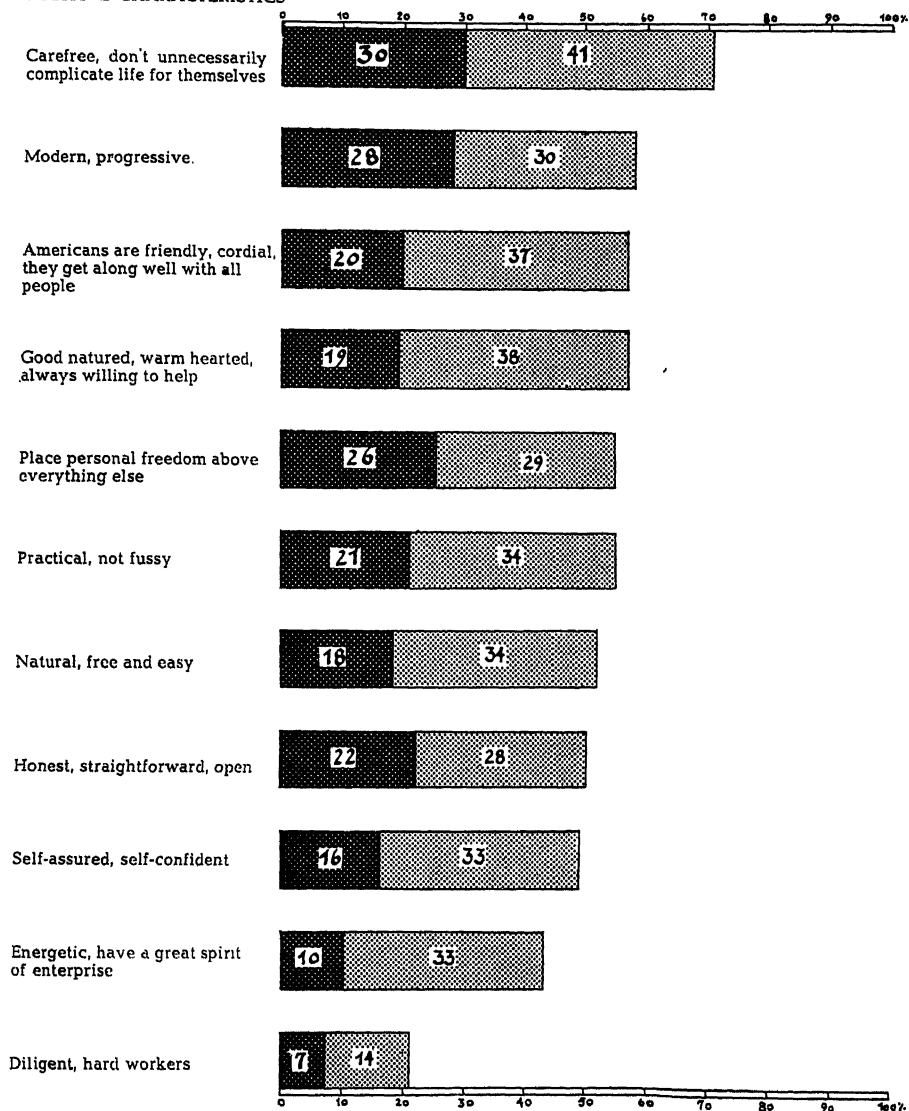 CHARACTERISTICS
0 10 20 30 40 50 60 70 80 90 100%
Carefree, don't unnecessarily
complicate life for themselves
30 41
Modern, progressive.
28 30
Americans are friendly, cordial,
they get along well with all
people
20 37
Good natured, warm hearted,
always willing to help
19 38
Place personal freedom above
everything else
26 29
Practical, not fussy
21 34
Natural, free and easy
18 34
Honest, straightforward, open
22 28
Self-assured, self-confident
16 33
Energetic, have a great spirit
of enterprise
10 33
Diligent, hard workers
7 14
0 10 20 30 40 50 60 70 80 90 100%